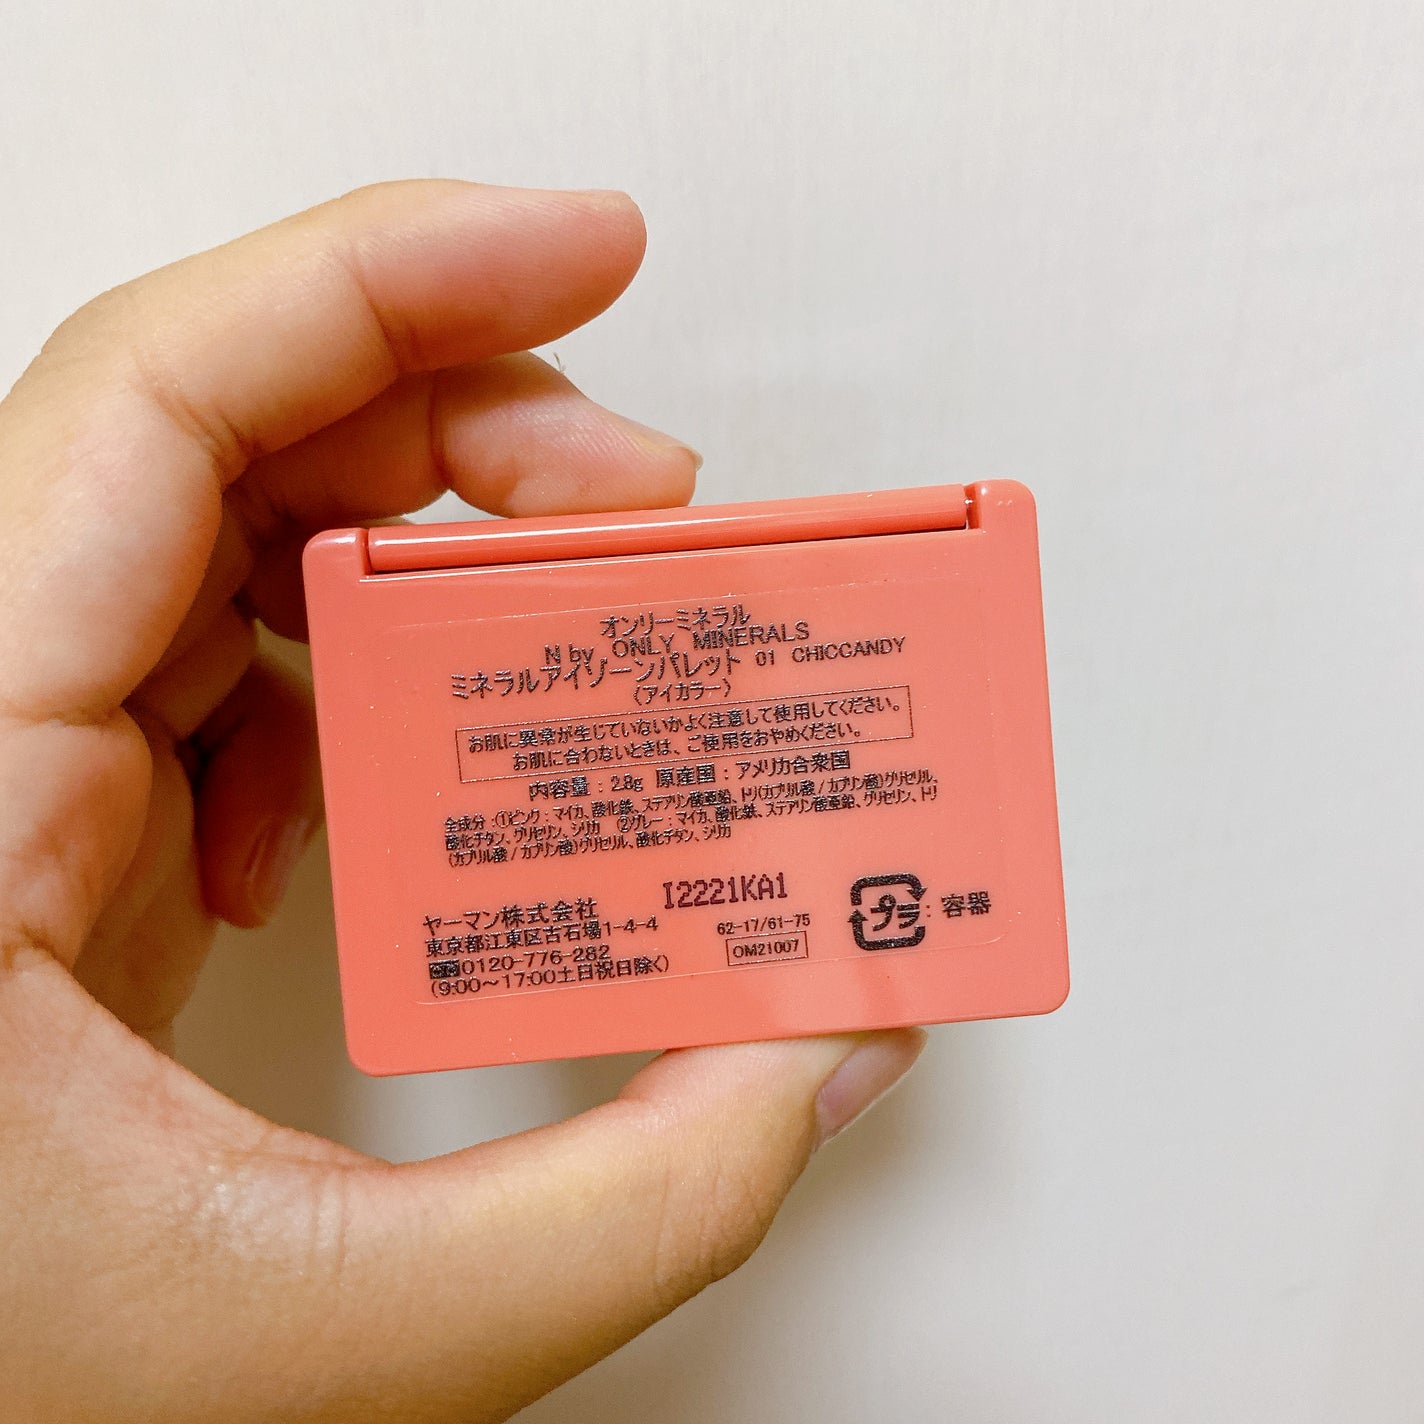 オンリーミネラル
N by ONLY MINERALS
ミネラルアイゾーンパレット 01 CHICCANDY
〈アイカラー〉
お肌に異常が生じていないかよく注意して使用してください。
お肌に合わないときは、ご使用をおやめください。
内容量：2.8g 原産国：アメリカ合衆国
全成分：①ピンク：マイカ、酸化鉄、ステアリン酸亜鉛、トリ(カプリル酸/カプリン酸)グリセリル、
酸化チタン、グリセリン、シリカ ②グレー：マイカ、酸化鉄、ステアリン酸亜鉛、グリセリン、トリ
(カプリル酸/カプリン酸)グリセリル、酸化チタン、シリカ
I2221KA1
ヤーマン株式会社
東京都江東区古石場1-4-4
0120-776-282
(9:00〜17:00土日祝日除く)
62-17/61-75
OM21007
プラ：容器